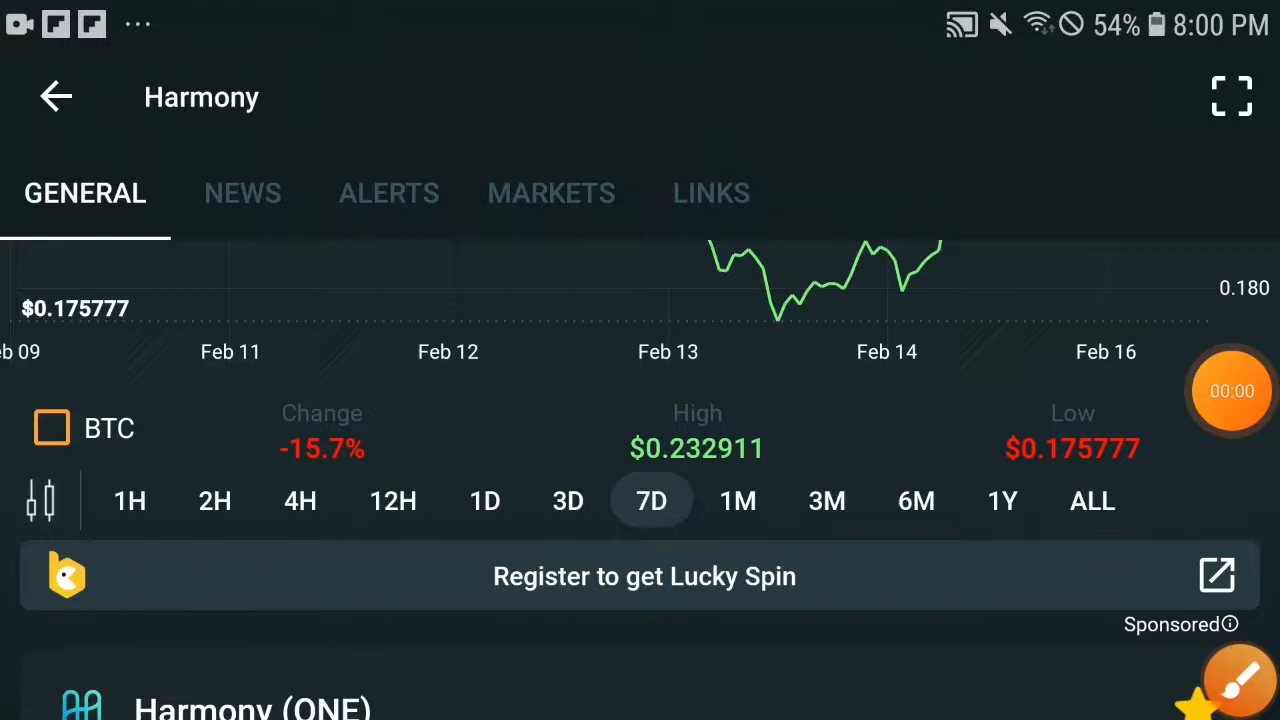 54% 8:00 PM
Harmony
GENERAL NEWS ALERTS MARKETS LINKS
0.180
$0.175777
eb 09 Feb 11 Feb 12 Feb 13 Feb 14 Feb 16
00:00
BTC
Change High Low
-15.7% $0.232911 $0.175777
1H 2H 4H 12H 1D 3D 7D 1M 3M 6M 1Y ALL
Register to get Lucky Spin
Sponsored
Harmony (ONE)